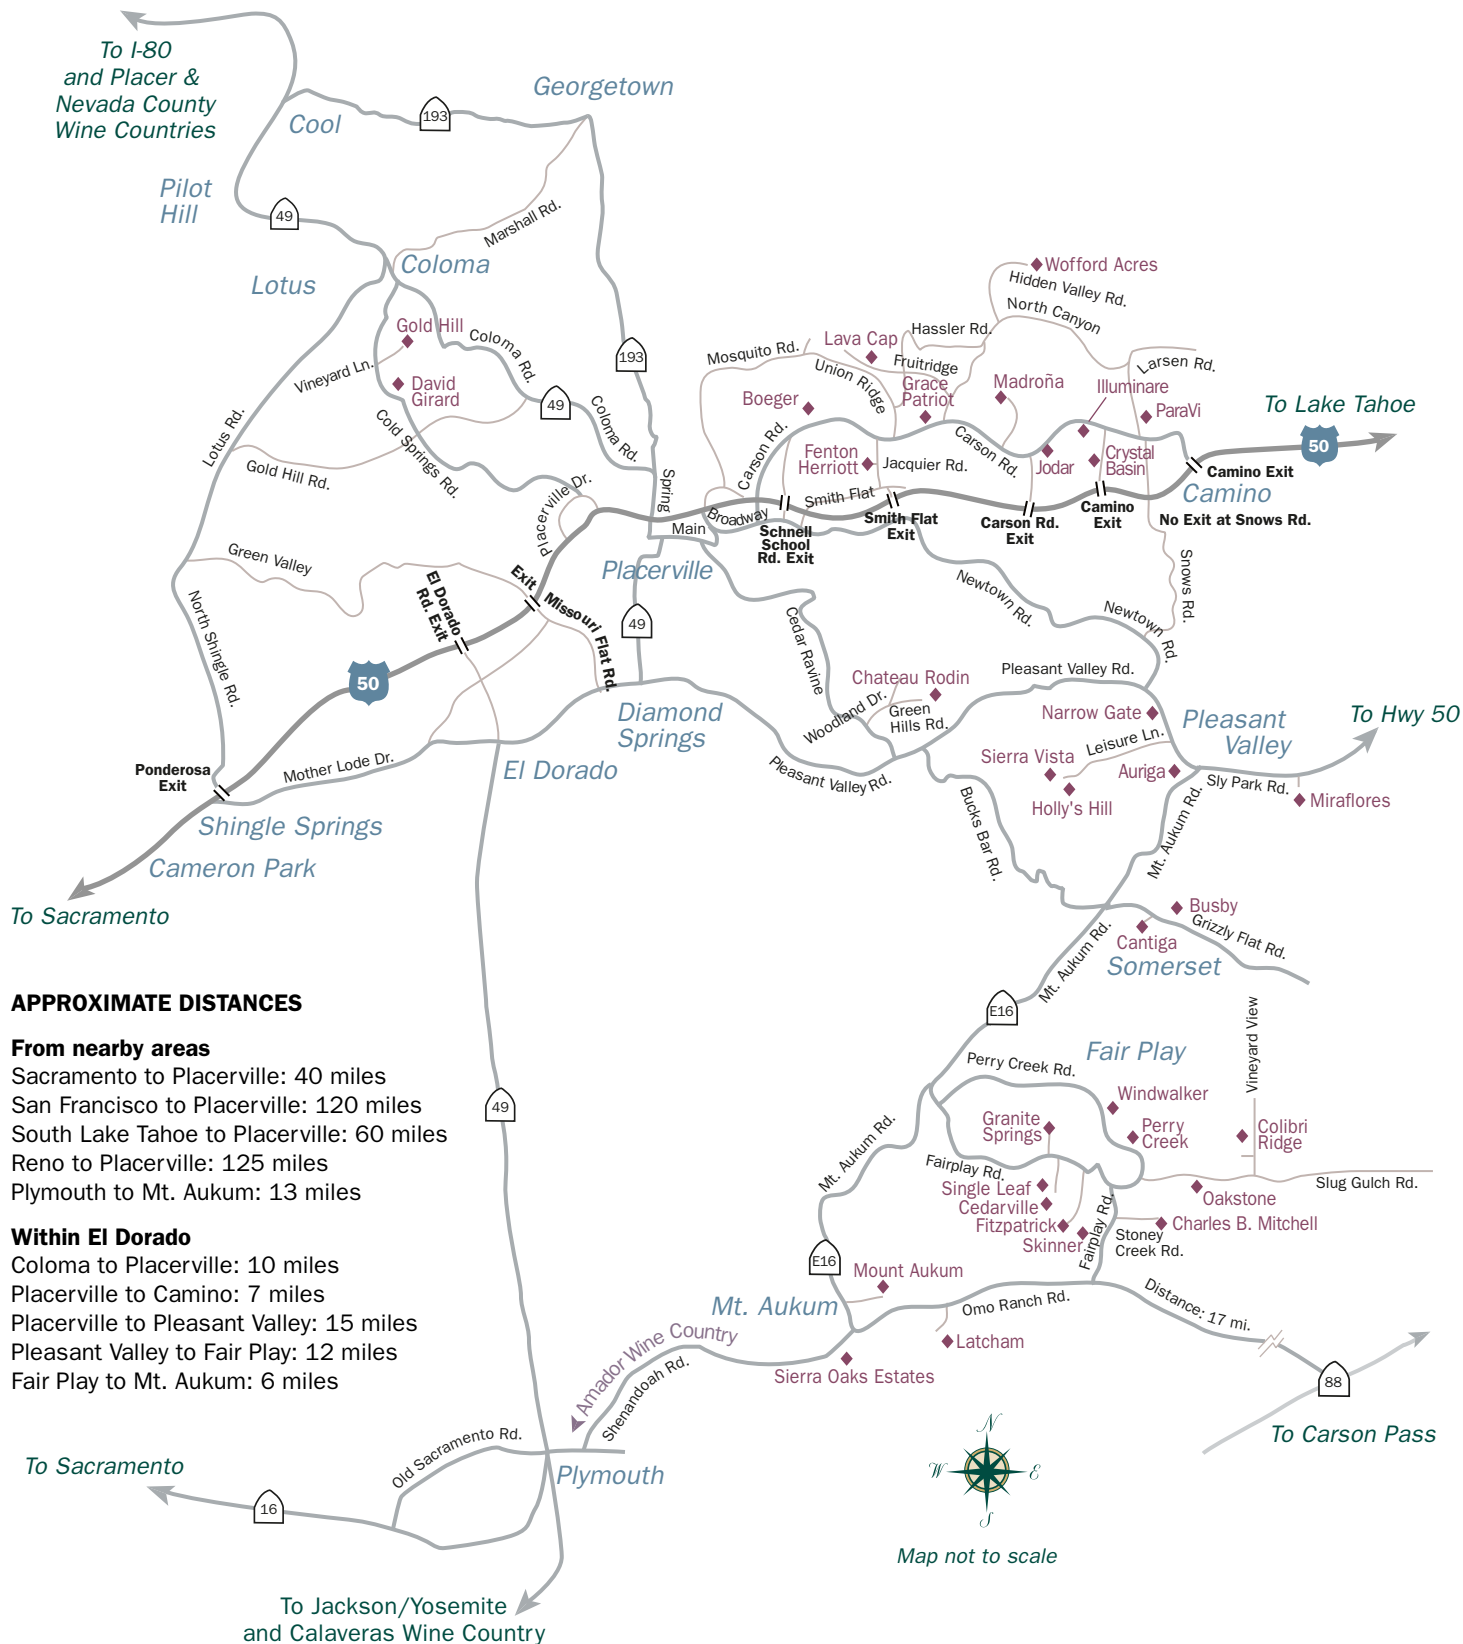 To I-80
and Placer &
Nevada County
Wine Countries
Georgetown
193
Cool
Pilot
Hill
49
Marshall Rd.
Coloma
Lotus
Wofford Acres
Hidden Valley Rd.
North Canyon
Hassler Rd.
Larsen Rd.
Lava Cap
Mosquito Rd.
Fruitridge
Union Ridge
Gold Hill
Coloma Rd.
193
Vineyard Ln.
David
Girard
49
Coloma Rd.
Cold Springs Rd.
Lotus Rd.
Gold Hill Rd.
Grace
Patriot
Madroña
Illuminare
ParaVi
Boeger
Carson Rd.
Carson Rd.
Fenton
Herriott
Jacquier Rd.
Jodar
Crystal
Basin
To Lake Tahoe
50
Camino Exit
Camino
No Exit at Snows Rd.
Camino
Exit
Carson Rd.
Exit
Smith Flat
Smith Flat
Exit
Schnell
School
Rd. Exit
Broadway
Spring
Main
Placerville Dr.
Placerville
Green Valley
El Dorado
Rd. Exit
Exit
Missouri Flat Rd.
49
North Shingle Rd.
50
Newtown Rd.
Newtown Rd.
Snows Rd.
Cedar Ravine
Pleasant Valley Rd.
Chateau Rodin
Woodland Dr.
Green
Hills Rd.
Narrow Gate
Pleasant
Valley
To Hwy 50
Leisure Ln.
Sierra Vista
Auriga
Holly's Hill
Sly Park Rd.
Miraflores
Diamond
Springs
Pleasant Valley Rd.
El Dorado
Mother Lode Dr.
Ponderosa
Exit
Shingle Springs
Cameron Park
To Sacramento
Bucks Bar Rd.
Mt. Aukum Rd.
Busby
Cantiga
Grizzly Flat Rd.
Somerset
Mt. Aukum Rd.
E16
APPROXIMATE DISTANCES
From nearby areas
Sacramento to Placerville: 40 miles
San Francisco to Placerville: 120 miles
South Lake Tahoe to Placerville: 60 miles
Reno to Placerville: 125 miles
Plymouth to Mt. Aukum: 13 miles
Within El Dorado
Coloma to Placerville: 10 miles
Placerville to Camino: 7 miles
Placerville to Pleasant Valley: 15 miles
Pleasant Valley to Fair Play: 12 miles
Fair Play to Mt. Aukum: 6 miles
49
Fair Play
Perry Creek Rd.
Vineyard View
Windwalker
Granite
Springs
Perry
Creek
Colibri
Ridge
Mt. Aukum Rd.
Fairplay Rd.
Single Leaf
Cedarville
Fitzpatrick
Skinner
Fairplay Rd.
Slug Gulch Rd.
Oakstone
Charles B. Mitchell
Stoney
Creek Rd.
E16
Mount Aukum
Mt. Aukum
Omo Ranch Rd.
Distance: 17 mi.
Latcham
Sierra Oaks Estates
Amador Wine Country
Shenandoah Rd.
88
To Carson Pass
Old Sacramento Rd.
Plymouth
To Sacramento
16
N
W
E
S
Map not to scale
To Jackson/Yosemite
and Calaveras Wine Country